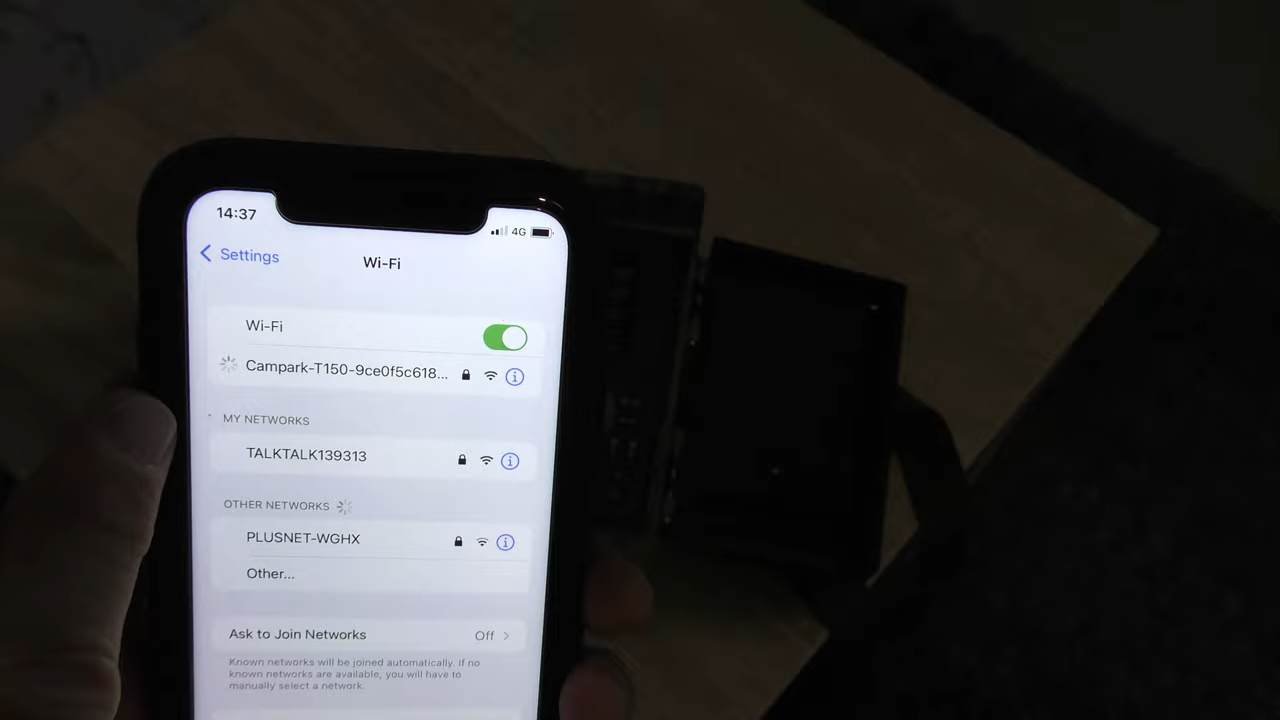 14:37
4G
Settings
Wi-Fi
Wi-Fi
Campark-T150-9ce0f5c618...
MY NETWORKS
TALKTALK139313
OTHER NETWORKS
PLUSNET-WGHX
Other...
Ask to Join Networks Off
Known networks will be joined automatically. If no
known networks are available, you will have to
manually select a network.